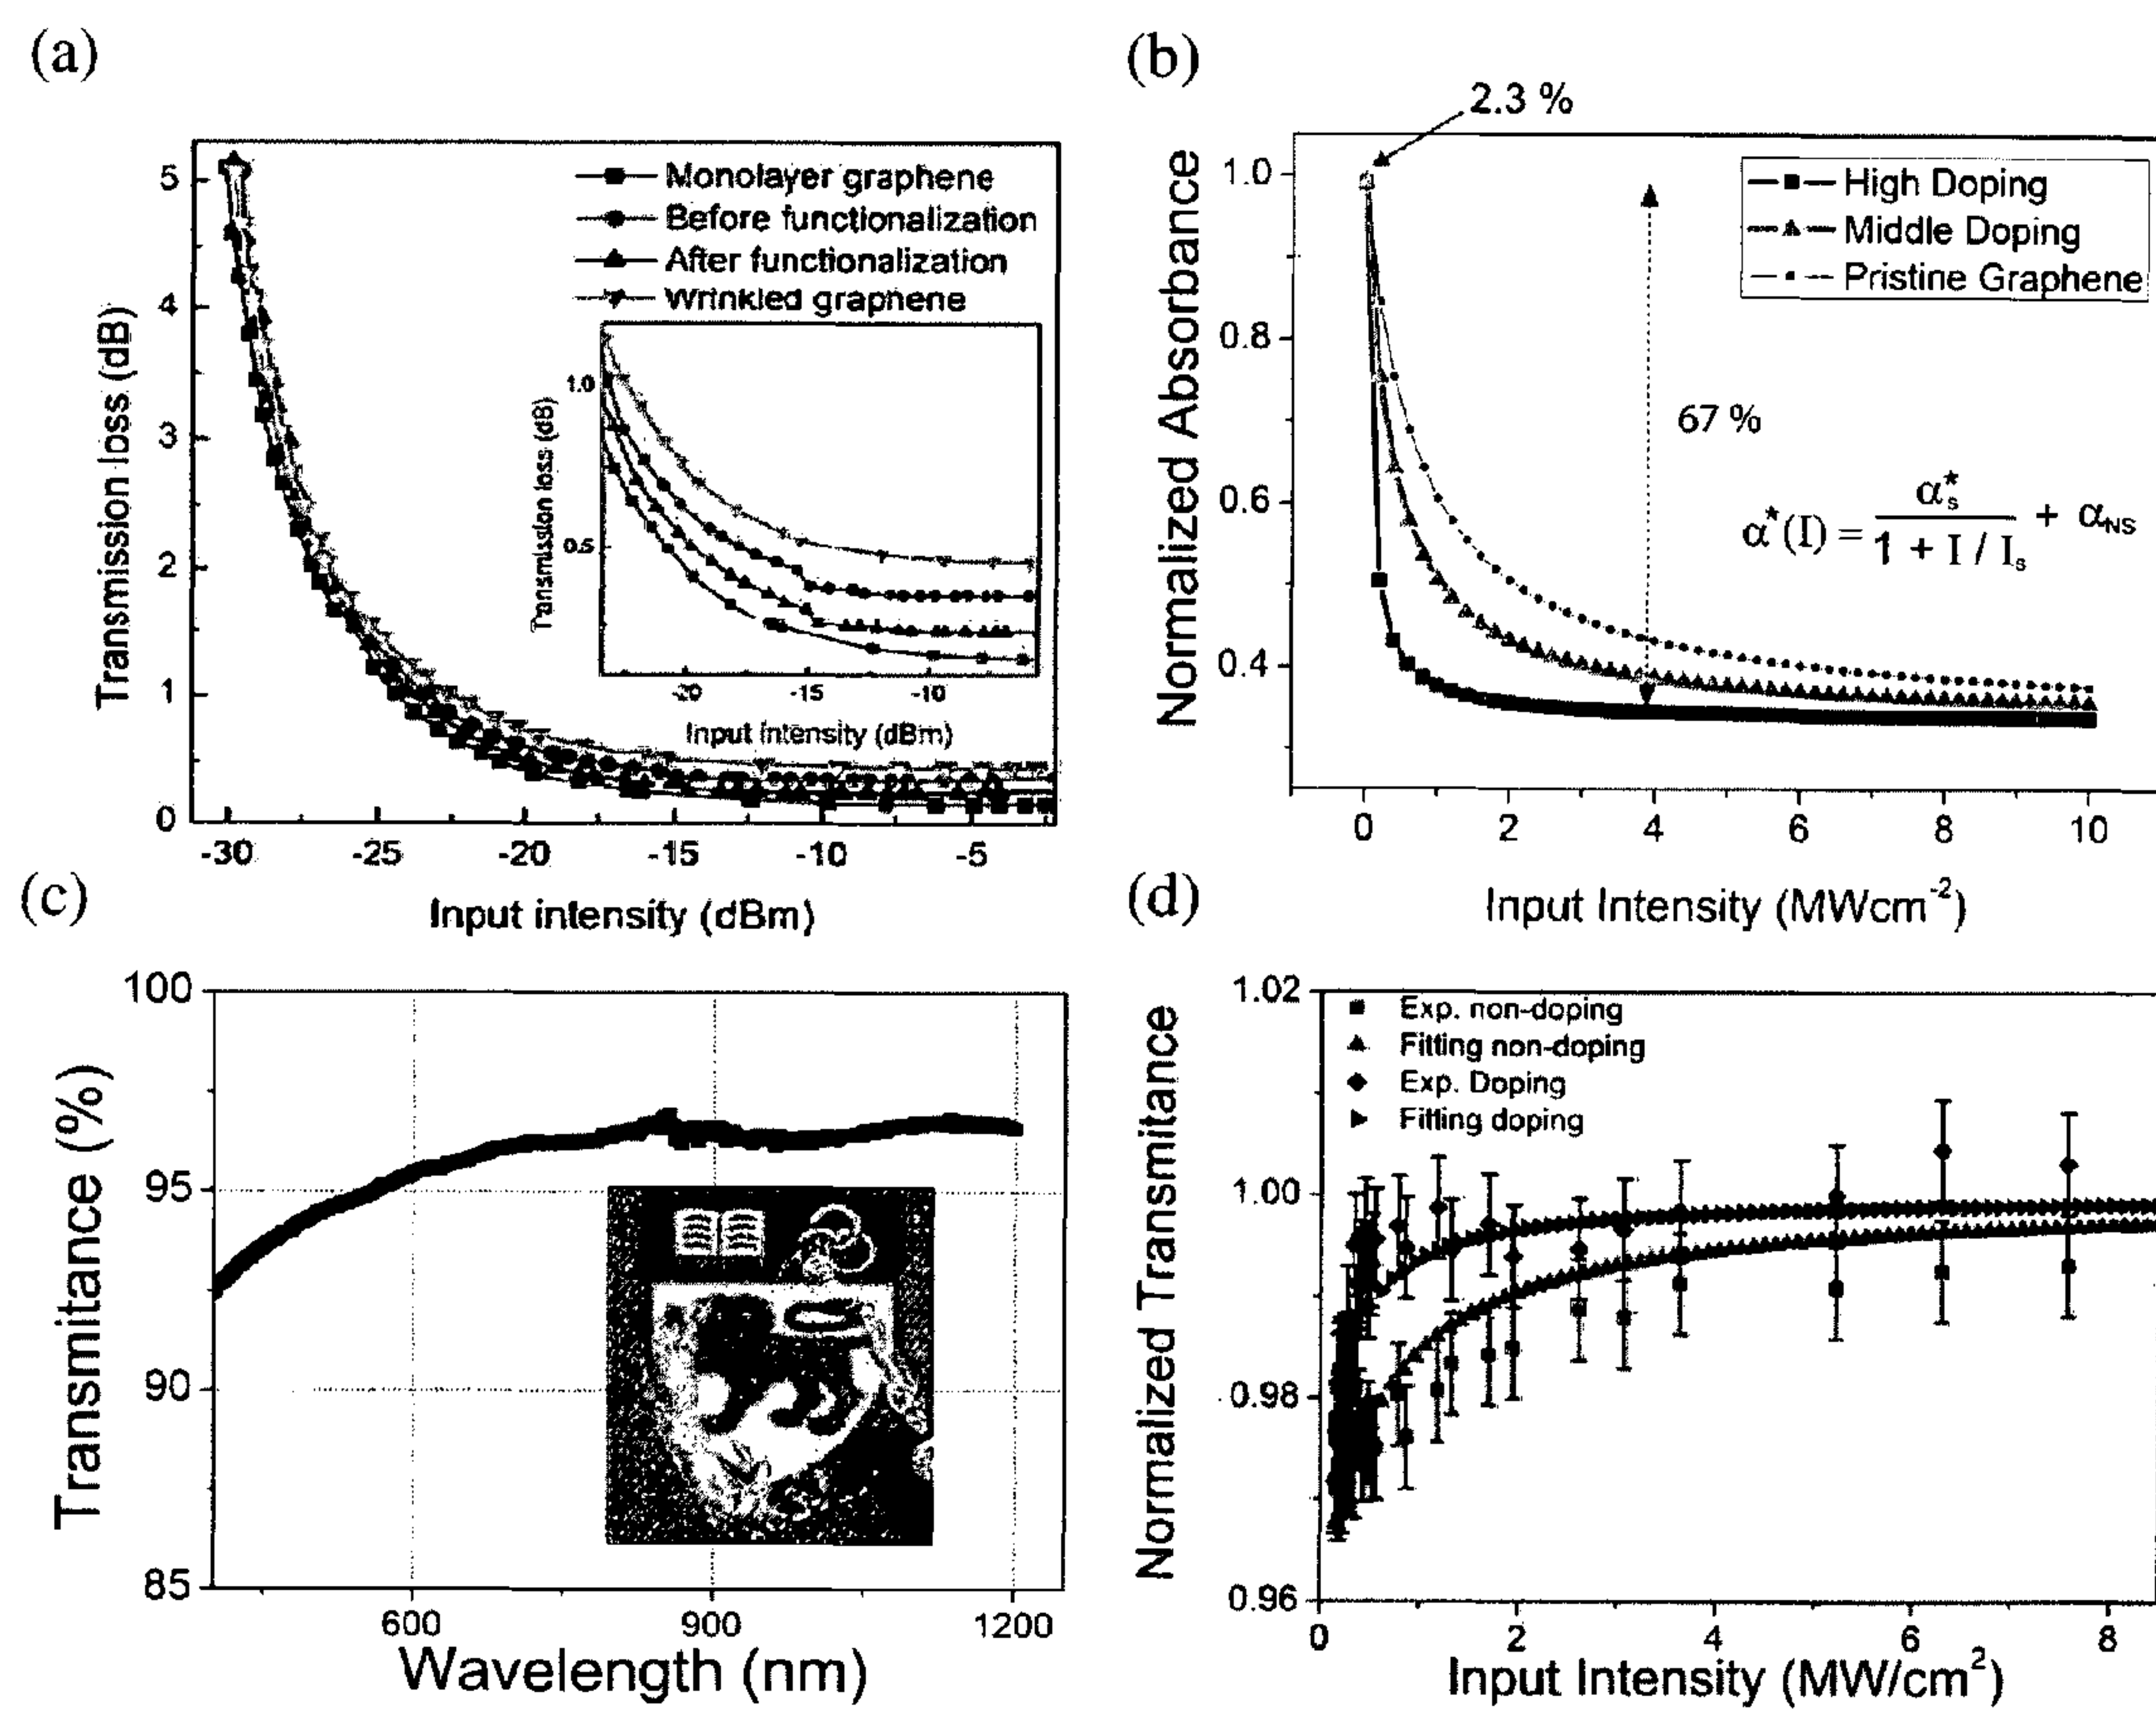 (a)
5
4
3
2
1
0
-30
-25
-20
-15
-10
-5
Transmission loss (dB)
Input intensity (dBm)
Monolayer graphene
Before functionalization
After functionalization
Wrinkled graphene
1.0
0.5
-20
-15
-10
Transmission loss (dB)
Input intensity (dBm)
(b)
2.3 %
1.0
0.8
0.6
0.4
0
2
4
6
8
10
Normalized Absorbance
Input Intensity (MWcm-2)
High Doping
Middle Doping
Pristine Graphene
67 %
α*(I) = α*s / (1 + I / Is) + αNS
(c)
100
95
90
85
600
900
1200
Transmitance (%)
Wavelength (nm)
(d)
1.02
1.00
0.98
0.96
0
2
4
6
8
Normalized Transmitance
Input Intensity (MW/cm2)
Exp. non-doping
Fitting non-doping
Exp. Doping
Fitting doping